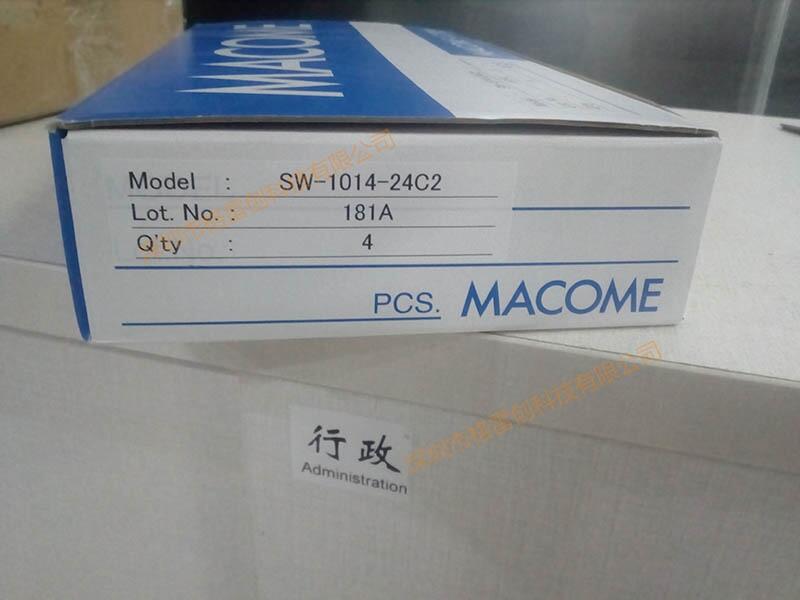 MACOME
Model : SW-1014-24C2
Lot. No. : 181A
Q'ty : 4
PCS. MACOME
行政
Administration